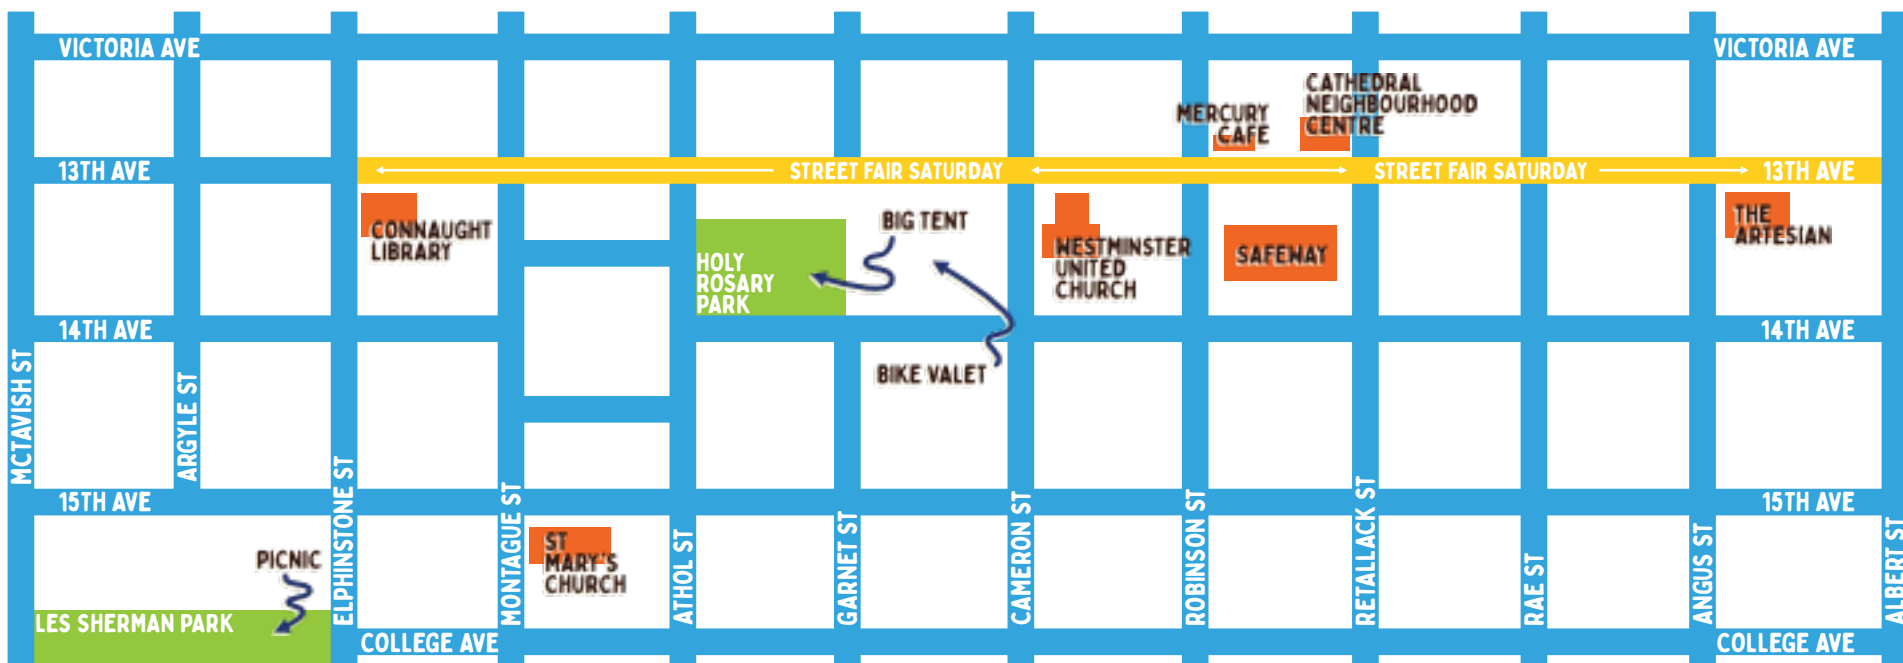 VICTORIA AVE
VICTORIA AVE
CATHEDRAL
NEIGHBOURHOOD
CENTRE
MERCURY
CAFE
13TH AVE
STREET FAIR SATURDAY
STREET FAIR SATURDAY
13TH AVE
CONNAUGHT
LIBRARY
BIG TENT
HOLY
ROSARY
PARK
WESTMINSTER
UNITED
CHURCH
SAFEWAY
THE
ARTESIAN
14TH AVE
14TH AVE
BIKE VALET
MCTAVISH ST
ARGYLE ST
ELPHINSTONE ST
MONTAGUE ST
ATHOL ST
GARNET ST
CAMERON ST
ROBINSON ST
RETALLACK ST
RAE ST
ANGUS ST
ALBERT ST
15TH AVE
15TH AVE
ST
MARY'S
CHURCH
PICNIC
LES SHERMAN PARK
COLLEGE AVE
COLLEGE AVE